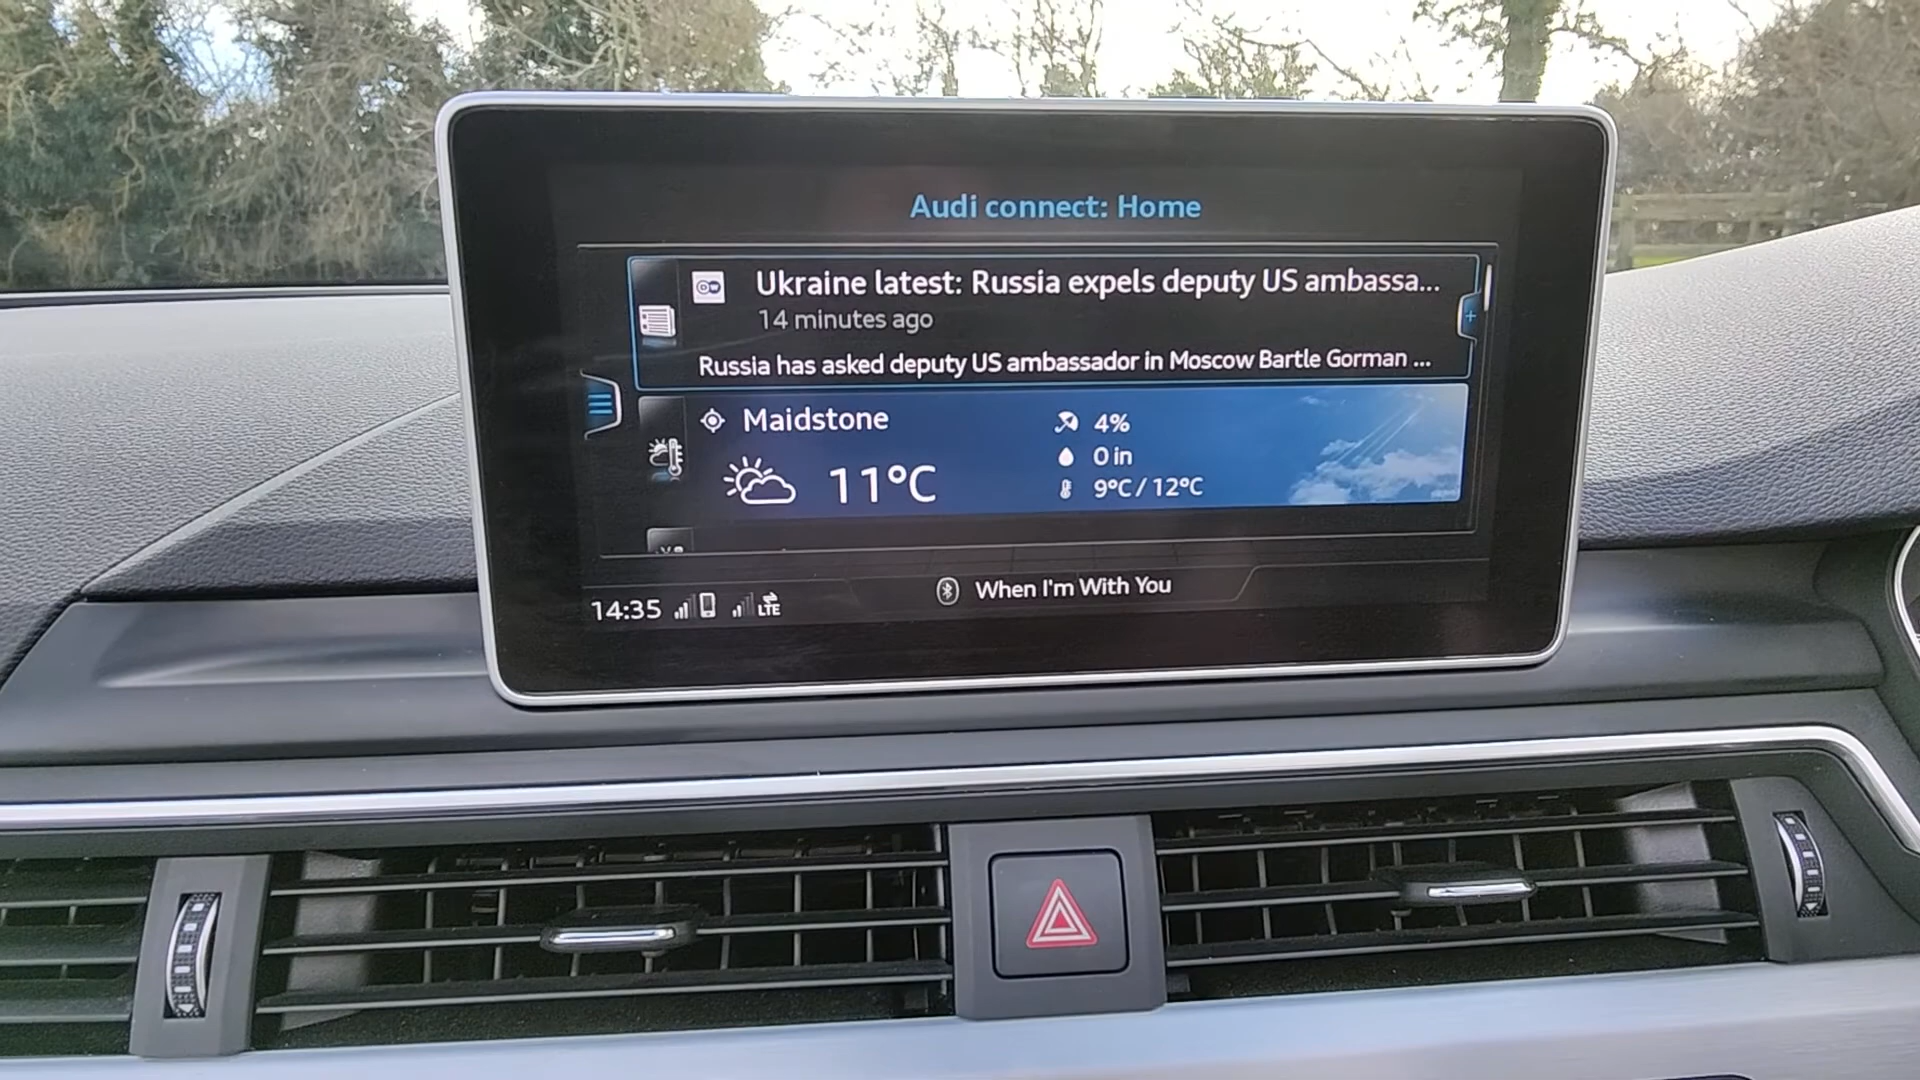 Audi connect: Home
DW
Ukraine latest: Russia expels deputy US ambassa...
14 minutes ago
+
Russia has asked deputy US ambassador in Moscow Bartle Gorman ...
Maidstone
4%
11°C
0 in
9°C / 12°C
14:35
LTE
When I'm With You